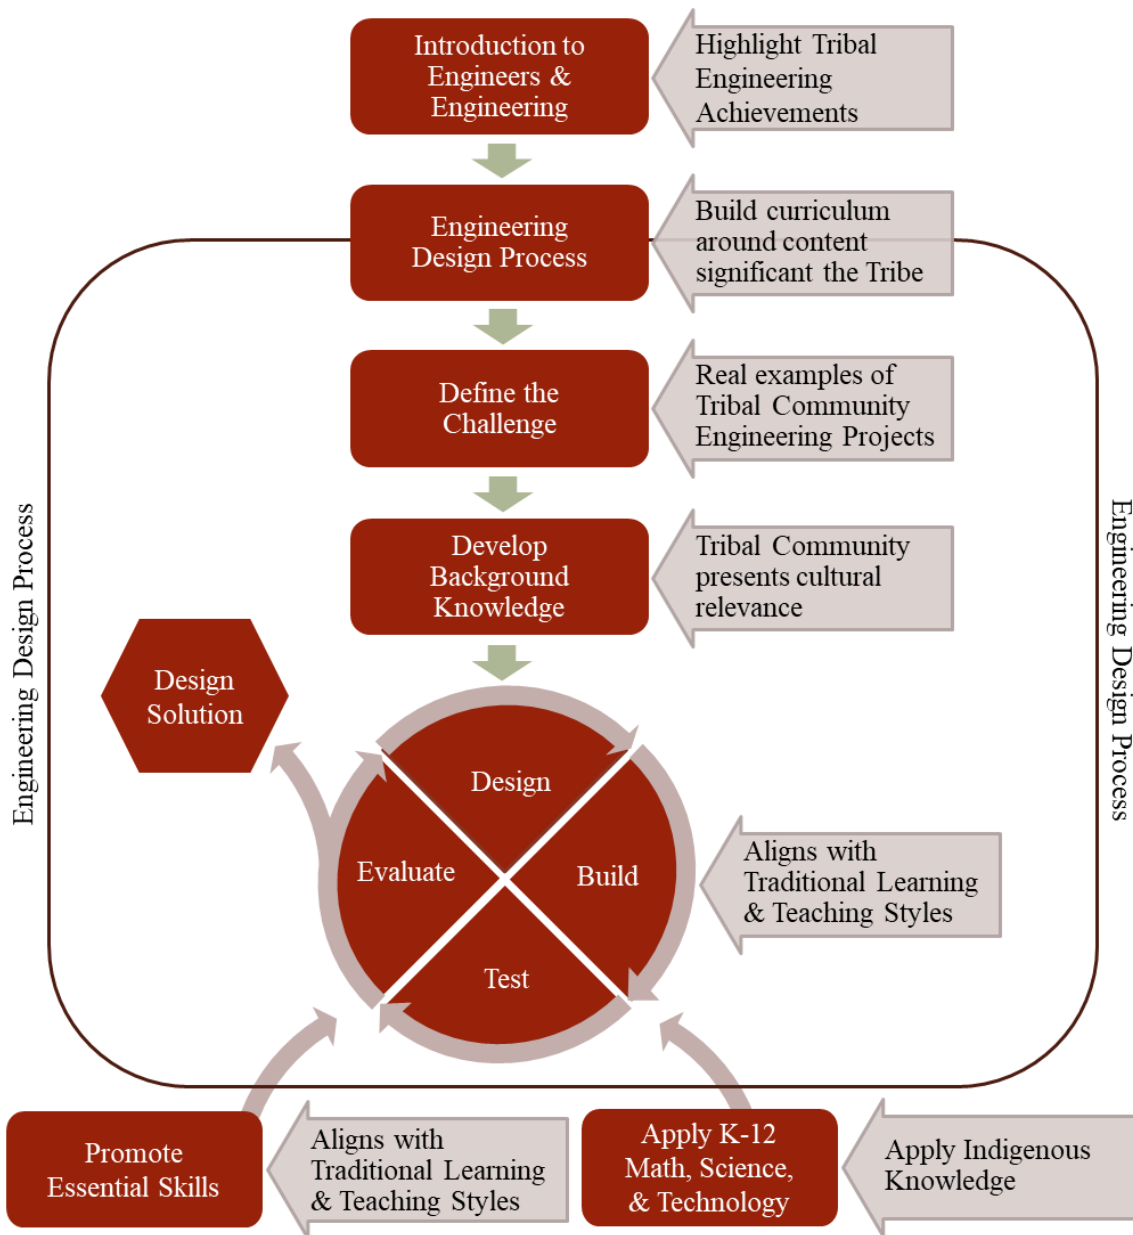 Introduction to
Engineers &
Engineering
Highlight Tribal
Engineering
Achievements
Engineering
Design Process
Build curriculum
around content
significant the Tribe
Define the
Challenge
Real examples of
Tribal Community
Engineering Projects
Develop
Background
Knowledge
Tribal Community
presents cultural
relevance
Engineering Design Process
Engineering Design Process
Design
Solution
Design
Evaluate
Build
Test
Aligns with
Traditional Learning
& Teaching Styles
Promote
Essential Skills
Aligns with
Traditional Learning
& Teaching Styles
Apply K-12
Math, Science,
& Technology
Apply Indigenous
Knowledge